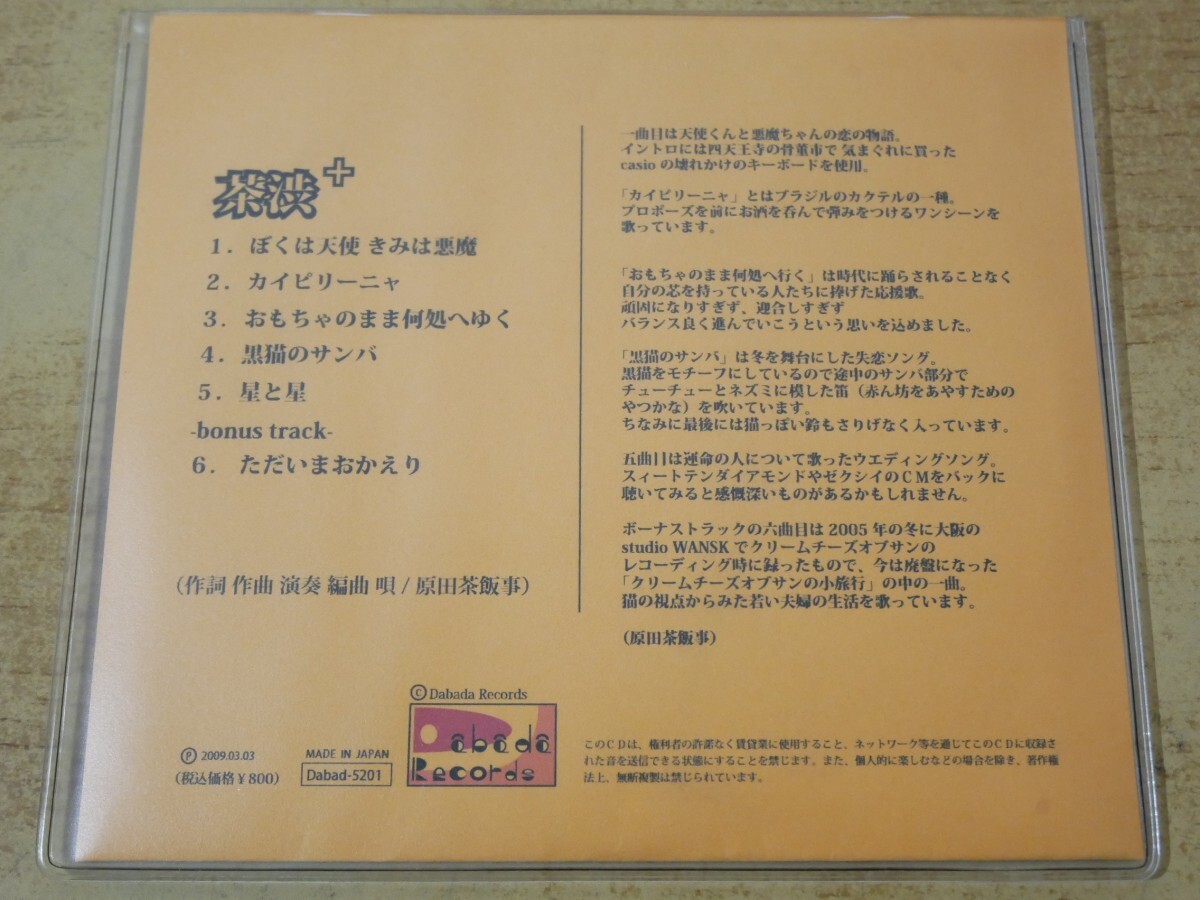 茶渋+
1. ぼくは天使 きみは悪魔
2. カイピリーニャ
3. おもちゃのまま何処へゆく
4. 黒猫のサンバ
5. 星と星
-bonus track-
6. ただいまおかえり
（作詞 作曲 演奏 編曲 唄 / 原田茶飯事）
一曲目は天使くんと悪魔ちゃんの恋の物語。
イントロには四天王寺の骨董市で 気まぐれに買った
casio の壊れかけのキーボードを使用。
「カイピリーニャ」とはブラジルのカクテルの一種。
プロポーズを前にお酒を呑んで弾みをつけるワンシーンを
歌っています。
「おもちゃのまま何処へ行く」は時代に踊らされることなく
自分の芯を持っている人たちに捧げた応援歌。
頑固になりすぎず、迎合しすぎず
バランス良く進んでいこうという思いを込めました。
「黒猫のサンバ」は冬を舞台にした失恋ソング。
黒猫をモチーフにしているので途中のサンバ部分で
チューチューとネズミに模した笛（赤ん坊をあやすための
やつかな）を吹いています。
ちなみに最後には猫っぽい鈴もさりげなく入っています。
五曲目は運命の人について歌ったウエディングソング。
スィートテンダイアモンドやゼクシイのＣＭをバックに
聴いてみると感慨深いものがあるかもしれません。
ボーナストラックの六曲目は 2005 年の冬に大阪の
studio WANSK でクリームチーズオブサンの
レコーディング時に録ったもので、今は廃盤になった
「クリームチーズオブサンの小旅行」の中の一曲。
猫の視点からみた若い夫婦の生活を歌っています。
（原田茶飯事）
Ⓟ 2009.03.03
（税込価格￥800）
MADE IN JAPAN
Dabad-5201
© Dabada Records
Dabada
Records
このＣＤは、権利者の許諾なく賃貸業に使用すること、ネットワーク等を通じてこのＣＤに収録さ
れた音を送信できる状態にすることを禁じます。また、個人的に楽しむなどの場合を除き、著作権
法上、無断複製は禁じられています。